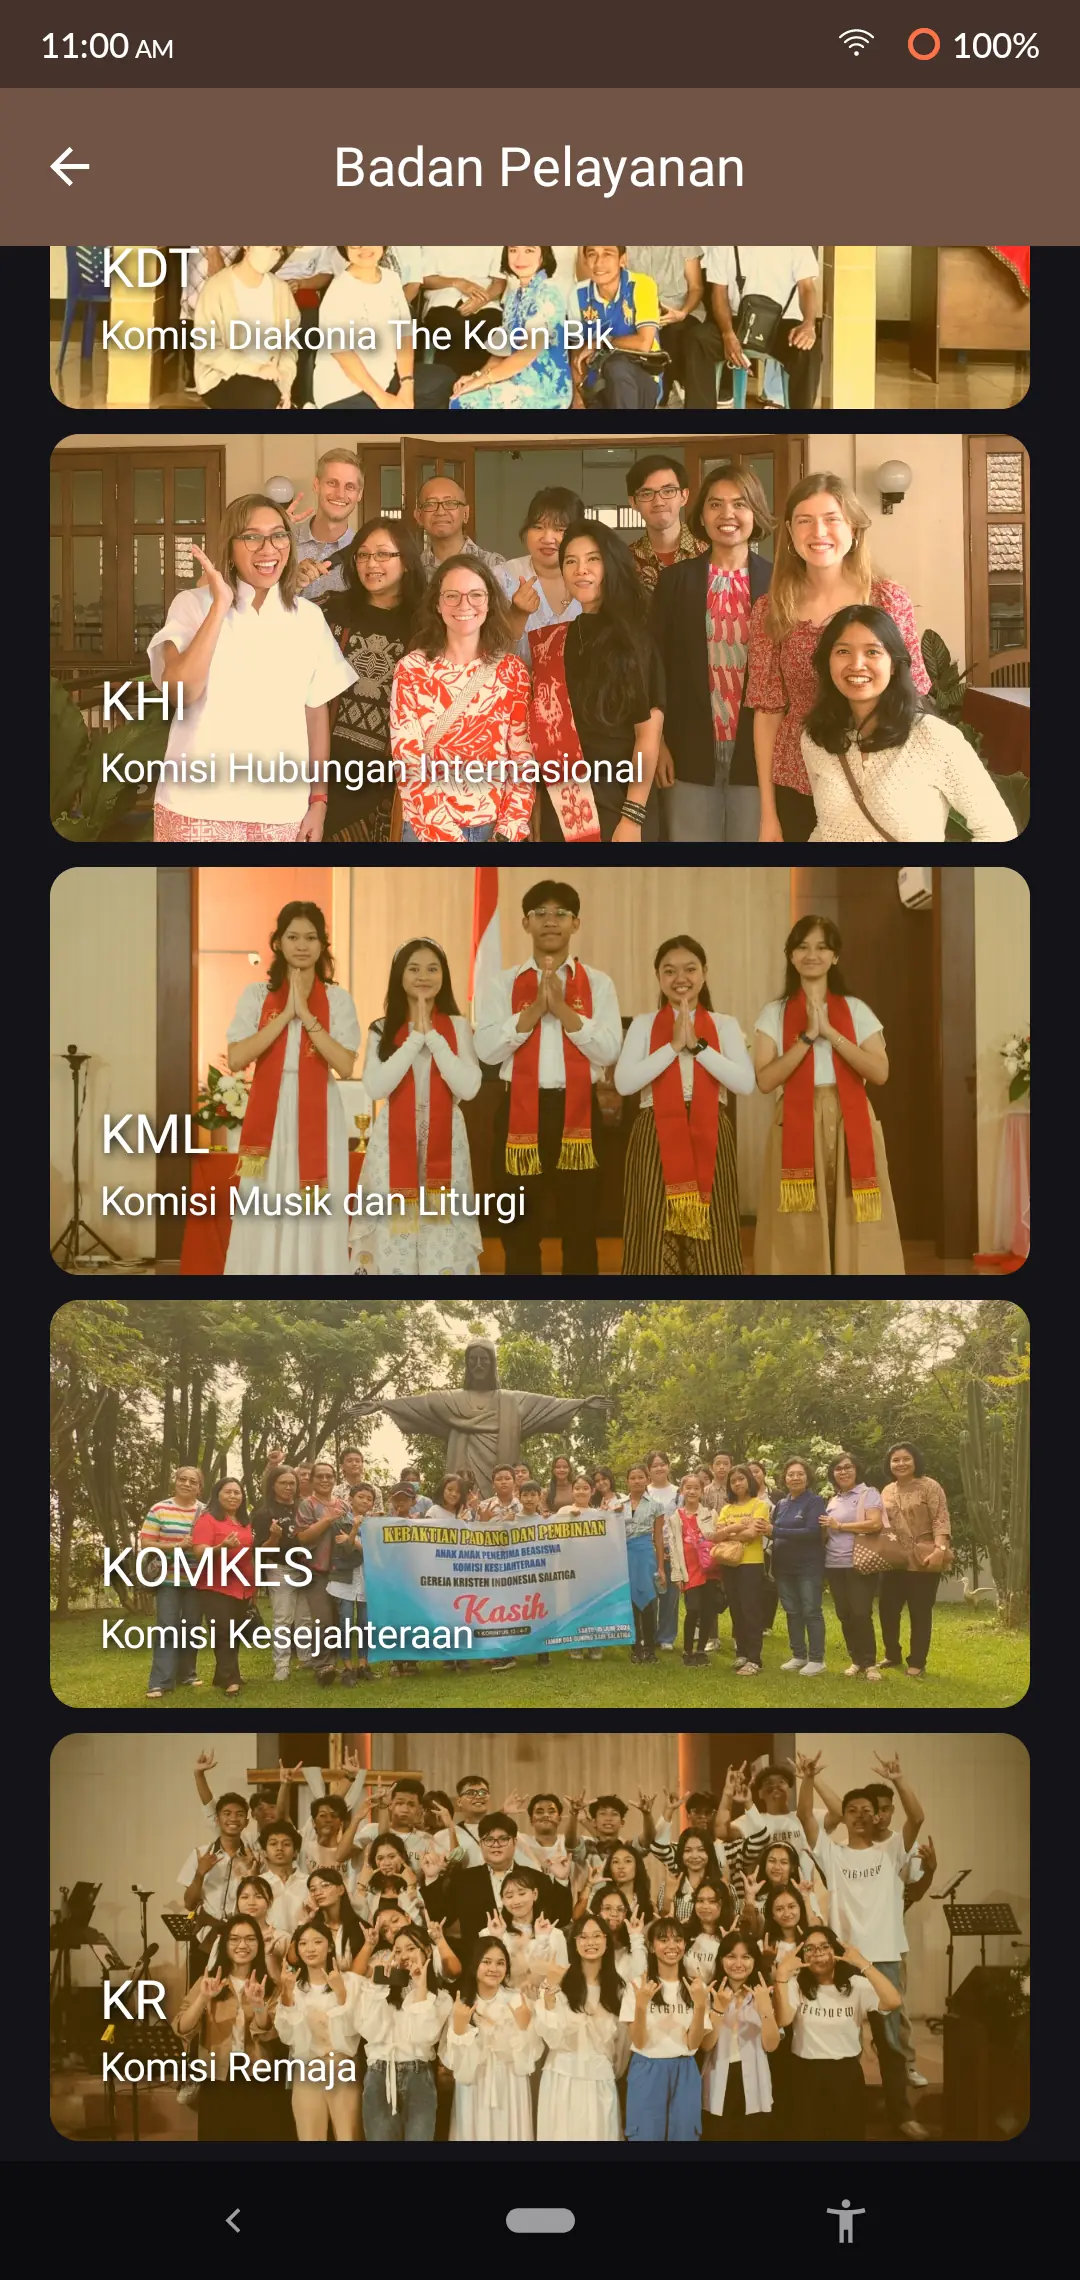 11:00 AM
100%
Badan Pelayanan
KDT
Komisi Diakonia The Koen Bik
KHI
Komisi Hubungan Internasional
KML
Komisi Musik dan Liturgi
KEBAKTIAN PADANG DAN PEMBINAAN
ANAK ANAK PENERIMA BEASISWA
KOMISI KESEJAHTERAAN
GEREJA KRISTEN INDONESIA SALATIGA
Kasih
KOMKES
Komisi Kesejahteraan
KR
Komisi Remaja